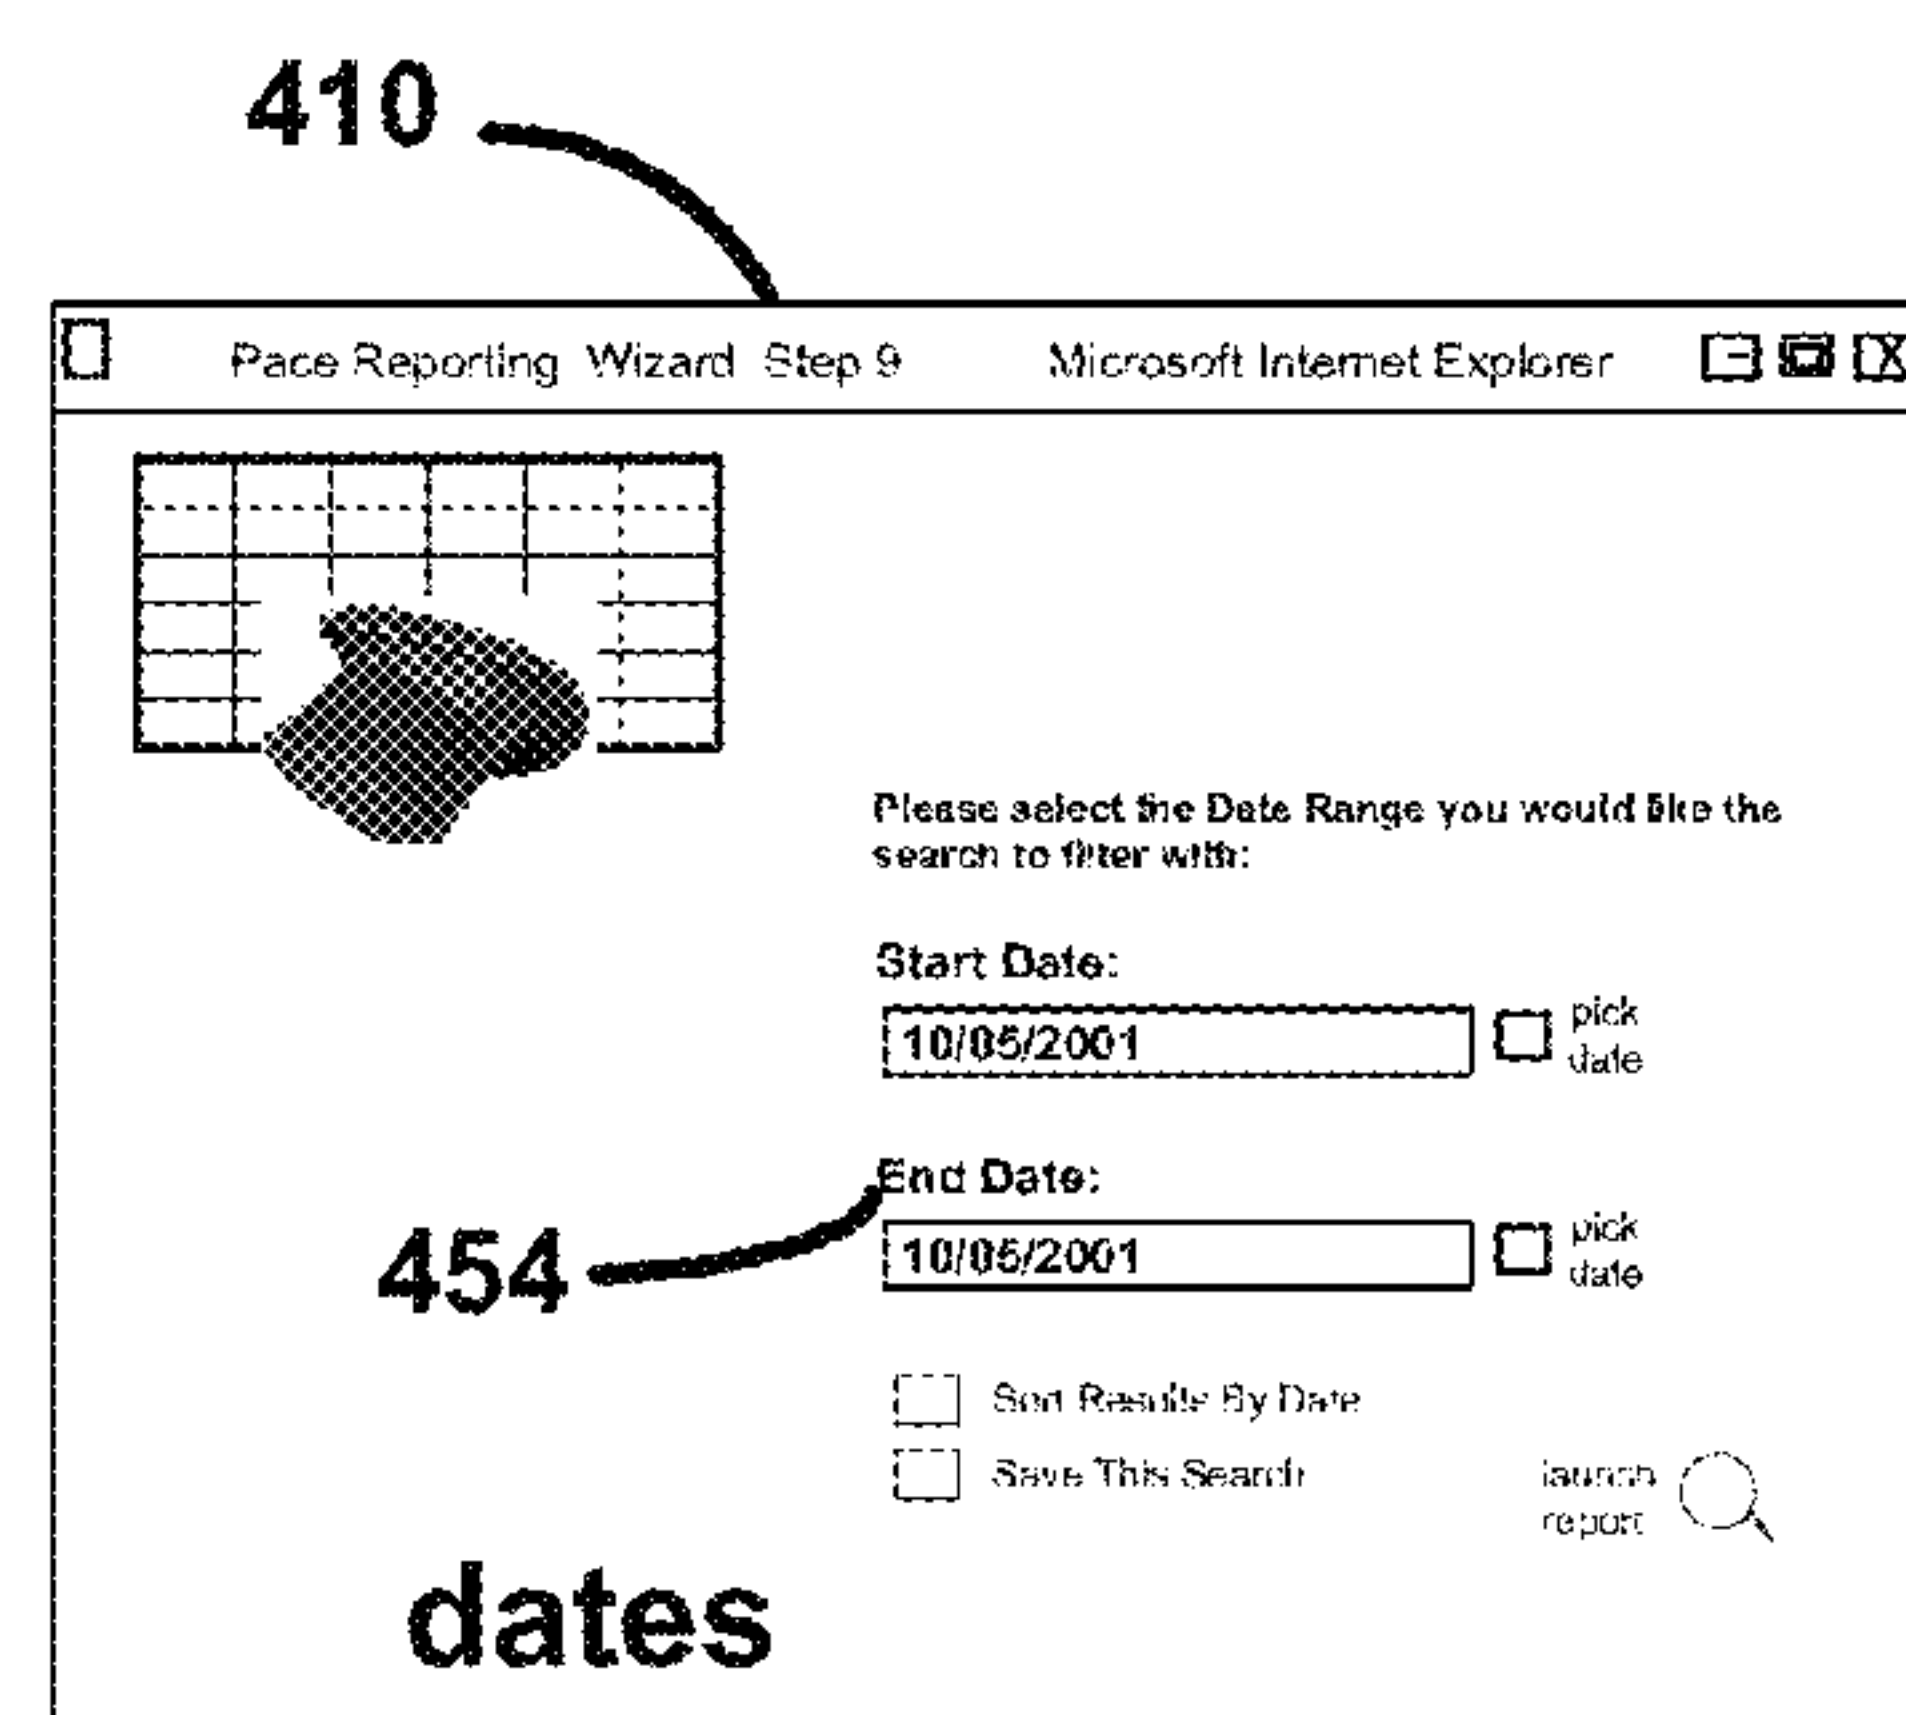 410
Pace Reporting Wizard Step 9 Microsoft Internet Explorer
Please select the Date Range you would like the
search to filter with:
Start Date:
10/05/2001
pick
date
End Date:
454
10/05/2001
pick
date
Sort Results By Date
Save This Search
launch
report
dates